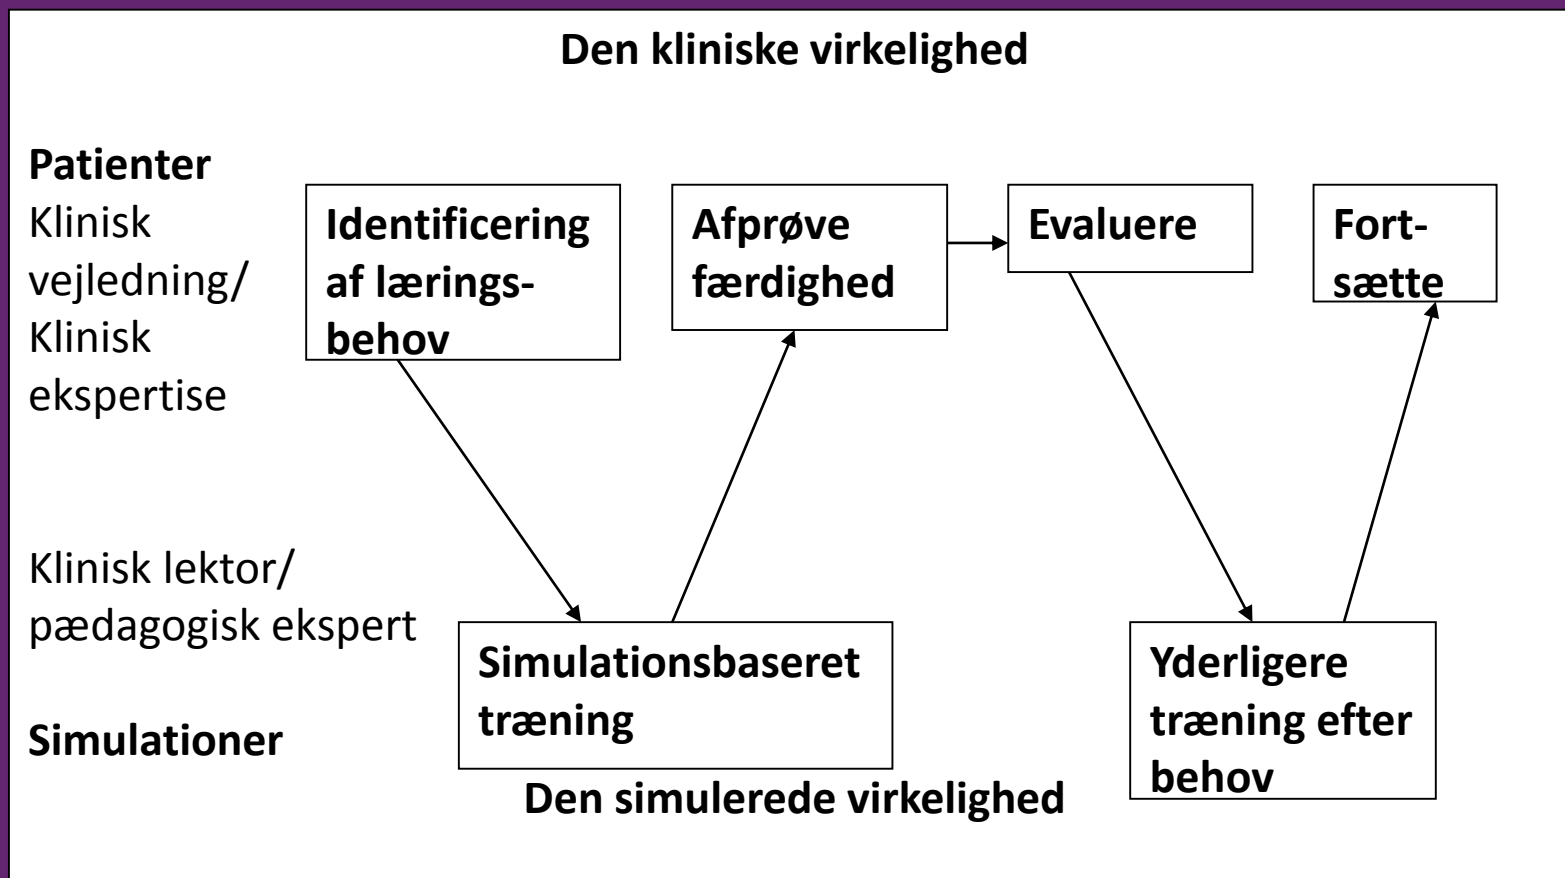 Den kliniske virkelighed
Patienter
Klinisk
vejledning/
Klinisk
ekspertise
Identificering
af lærings-
behov
Afprøve
færdighed
Evaluere
Fort-
sætte
Klinisk lektor/
pædagogisk ekspert
Simulationer
Simulationsbaseret
træning
Yderligere
træning efter
behov
Den simulerede virkelighed